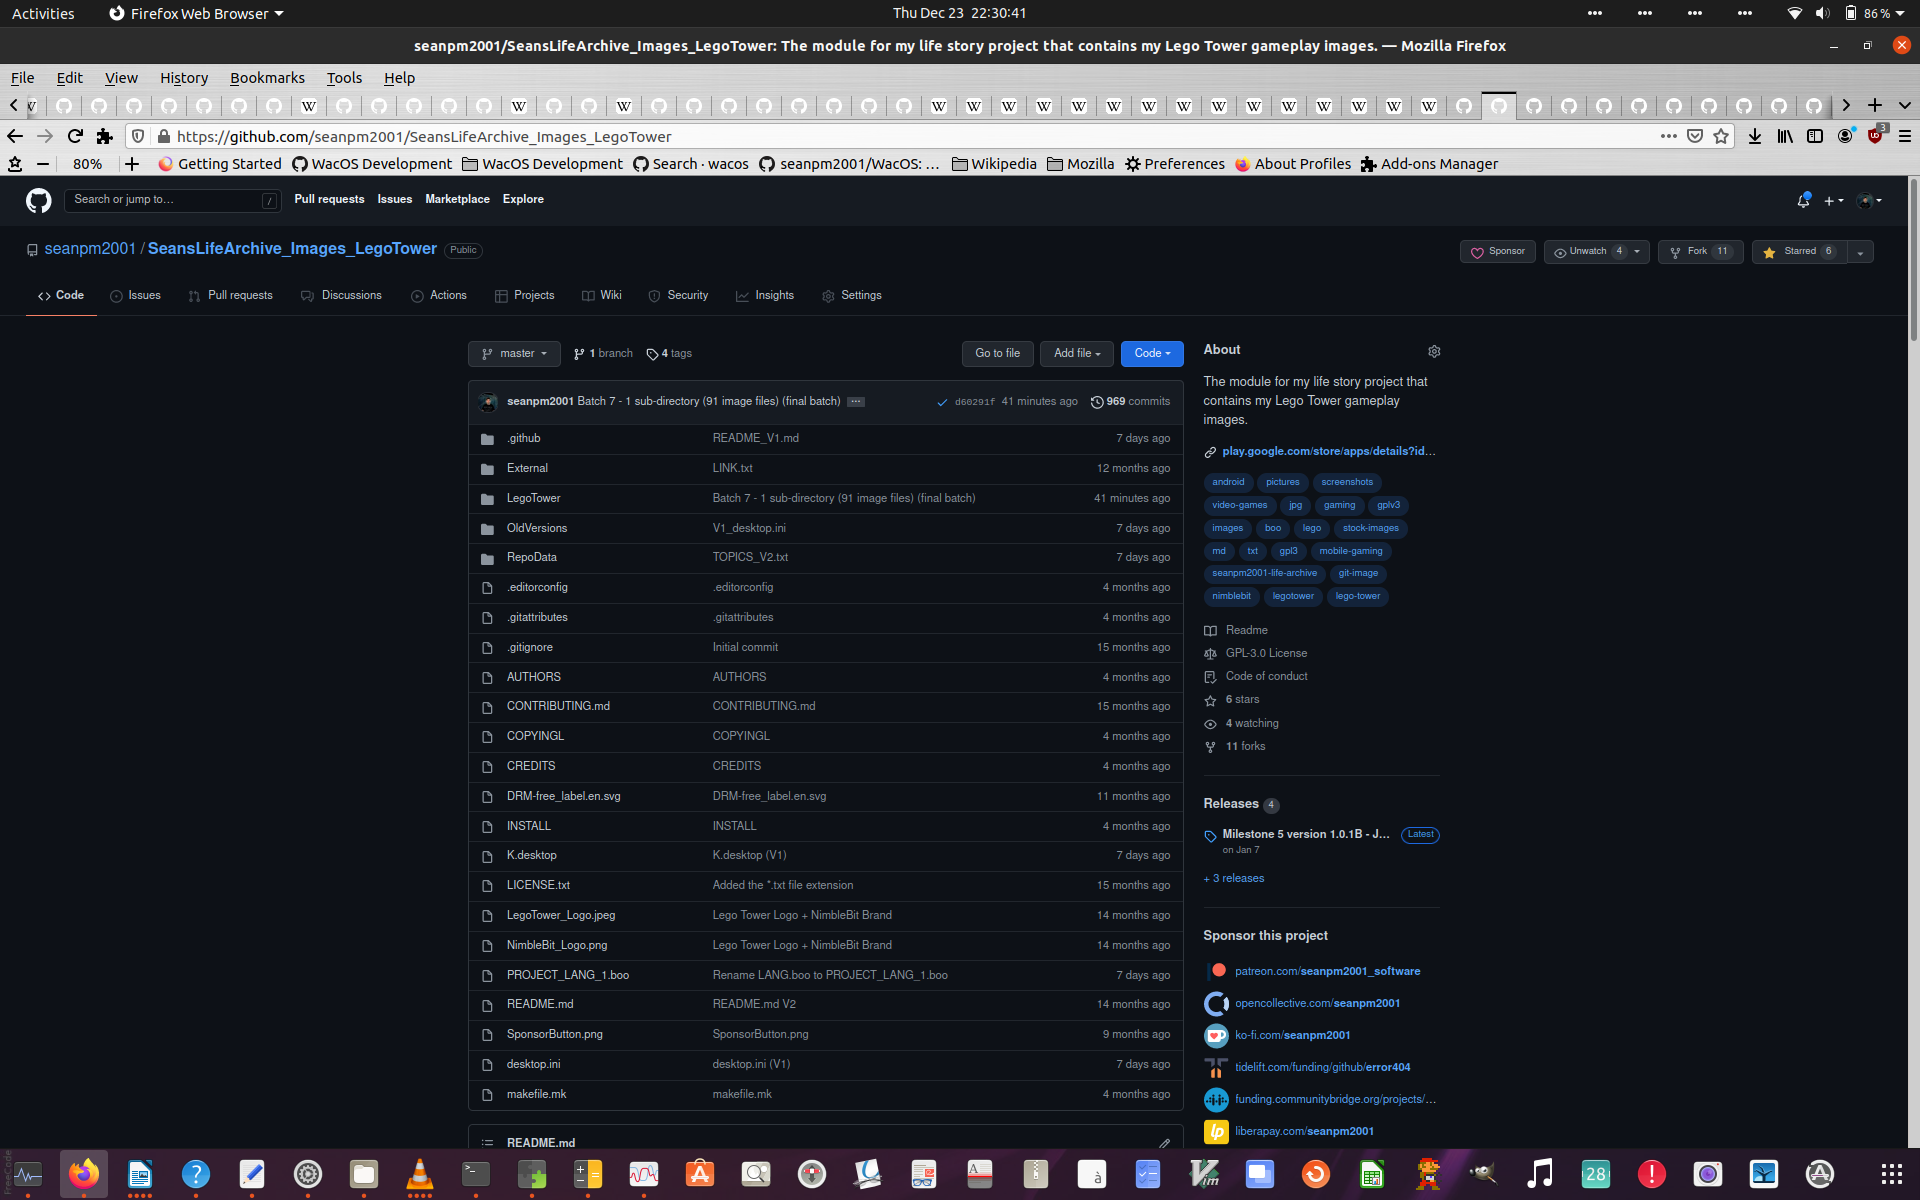 Activities
Firefox Web Browser
Thu Dec 23 22:30:41
86 %
seanpm2001/SeansLifeArchive_Images_LegoTower: The module for my life story project that contains my Lego Tower gameplay images. — Mozilla Firefox
File Edit View History Bookmarks Tools Help
https://github.com/seanpm2001/SeansLifeArchive_Images_LegoTower
3
80%
Getting Started
WacOS Development
WacOS Development
Search · wacos
seanpm2001/WacOS: ...
Wikipedia
Mozilla
Preferences
About Profiles
Add-ons Manager
Search or jump to...
/
Pull requests Issues Marketplace Explore
seanpm2001 / SeansLifeArchive_Images_LegoTower Public
Sponsor
Unwatch 4
Fork 11
Starred 6
Code Issues Pull requests Discussions Actions Projects Wiki Security Insights Settings
master
1 branch
4 tags
Go to file
Add file
Code
seanpm2001 Batch 7 - 1 sub-directory (91 image files) (final batch) ... d60291f 41 minutes ago 969 commits
.github README_V1.md 7 days ago
External LINK.txt 12 months ago
LegoTower Batch 7 - 1 sub-directory (91 image files) (final batch) 41 minutes ago
OldVersions V1_desktop.ini 7 days ago
RepoData TOPICS_V2.txt 7 days ago
.editorconfig .editorconfig 4 months ago
.gitattributes .gitattributes 4 months ago
.gitignore Initial commit 15 months ago
AUTHORS AUTHORS 4 months ago
CONTRIBUTING.md CONTRIBUTING.md 15 months ago
COPYINGL COPYINGL 4 months ago
CREDITS CREDITS 4 months ago
DRM-free_label.en.svg DRM-free_label.en.svg 11 months ago
INSTALL INSTALL 4 months ago
K.desktop K.desktop (V1) 7 days ago
LICENSE.txt Added the *.txt file extension 15 months ago
LegoTower_Logo.jpeg Lego Tower Logo + NimbleBit Brand 14 months ago
NimbleBit_Logo.png Lego Tower Logo + NimbleBit Brand 14 months ago
PROJECT_LANG_1.boo Rename LANG.boo to PROJECT_LANG_1.boo 7 days ago
README.md README.md V2 14 months ago
SponsorButton.png SponsorButton.png 9 months ago
desktop.ini desktop.ini (V1) 7 days ago
makefile.mk makefile.mk 4 months ago
README.md
About
The module for my life story project that
contains my Lego Tower gameplay
images.
play.google.com/store/apps/details?id...
android pictures screenshots
video-games jpg gaming gplv3
images boo lego stock-images
md txt gpl3 mobile-gaming
seanpm2001-life-archive git-image
nimblebit legotower lego-tower
Readme
GPL-3.0 License
Code of conduct
6 stars
4 watching
11 forks
Releases 4
Milestone 5 version 1.0.1B - J... Latest
on Jan 7
+ 3 releases
Sponsor this project
patreon.com/seanpm2001_software
opencollective.com/seanpm2001
ko-fi.com/seanpm2001
tidelift.com/funding/github/error404
funding.communitybridge.org/projects/...
liberapay.com/seanpm2001
28